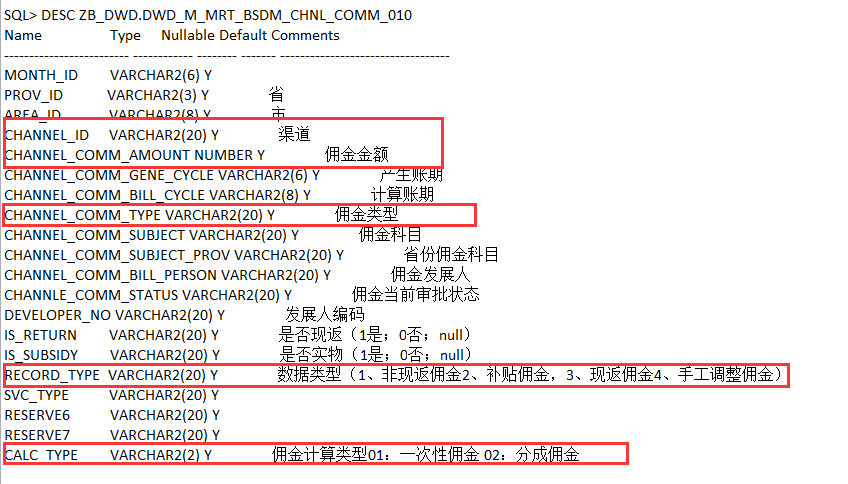 SQL> DESC ZB_DWD.DWD_M_MRT_BSDM_CHNL_COMM_010
Name Type Nullable Default Comments
-------------------------- ------------ -------- ------- ----------------------------------
MONTH_ID VARCHAR2(6) Y
PROV_ID VARCHAR2(3) Y 省
AREA_ID VARCHAR2(8) Y 市
CHANNEL_ID VARCHAR2(20) Y 渠道
CHANNEL_COMM_AMOUNT NUMBER Y 佣金金额
CHANNEL_COMM_GENE_CYCLE VARCHAR2(6) Y 产生账期
CHANNEL_COMM_BILL_CYCLE VARCHAR2(8) Y 计算账期
CHANNEL_COMM_TYPE VARCHAR2(20) Y 佣金类型
CHANNEL_COMM_SUBJECT VARCHAR2(20) Y 佣金科目
CHANNEL_COMM_SUBJECT_PROV VARCHAR2(20) Y 省份佣金科目
CHANNEL_COMM_BILL_PERSON VARCHAR2(20) Y 佣金发展人
CHANNLE_COMM_STATUS VARCHAR2(20) Y 佣金当前审批状态
DEVELOPER_NO VARCHAR2(20) Y 发展人编码
IS_RETURN VARCHAR2(20) Y 是否现返（1是；0否；null）
IS_SUBSIDY VARCHAR2(20) Y 是否实物（1是；0否；null）
RECORD_TYPE VARCHAR2(20) Y 数据类型（1、非现返佣金2、补贴佣金，3、现返佣金4、手工调整佣金）
SVC_TYPE VARCHAR2(20) Y
RESERVE6 VARCHAR2(20) Y
RESERVE7 VARCHAR2(20) Y
CALC_TYPE VARCHAR2(2) Y 佣金计算类型01：一次性佣金 02：分成佣金